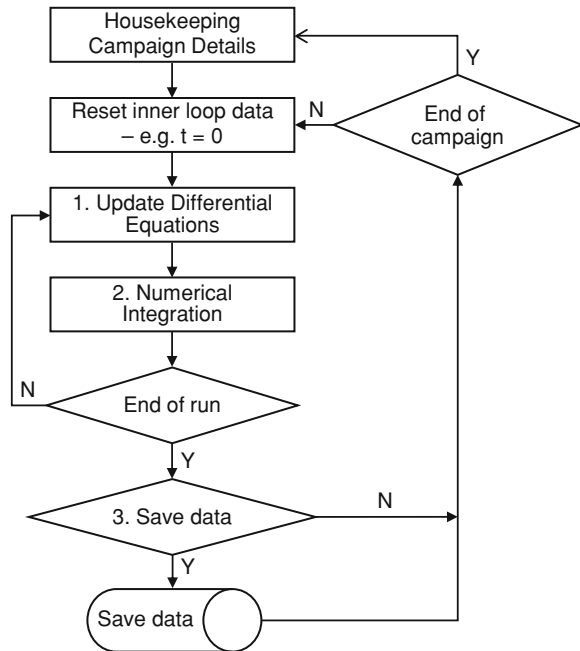 Housekeeping
Campaign Details
Y
N
End of
campaign
Reset inner loop data
– e.g. t = 0
1. Update Differential
Equations
2. Numerical
Integration
N
End of run
Y
3. Save data
N
Y
Save data